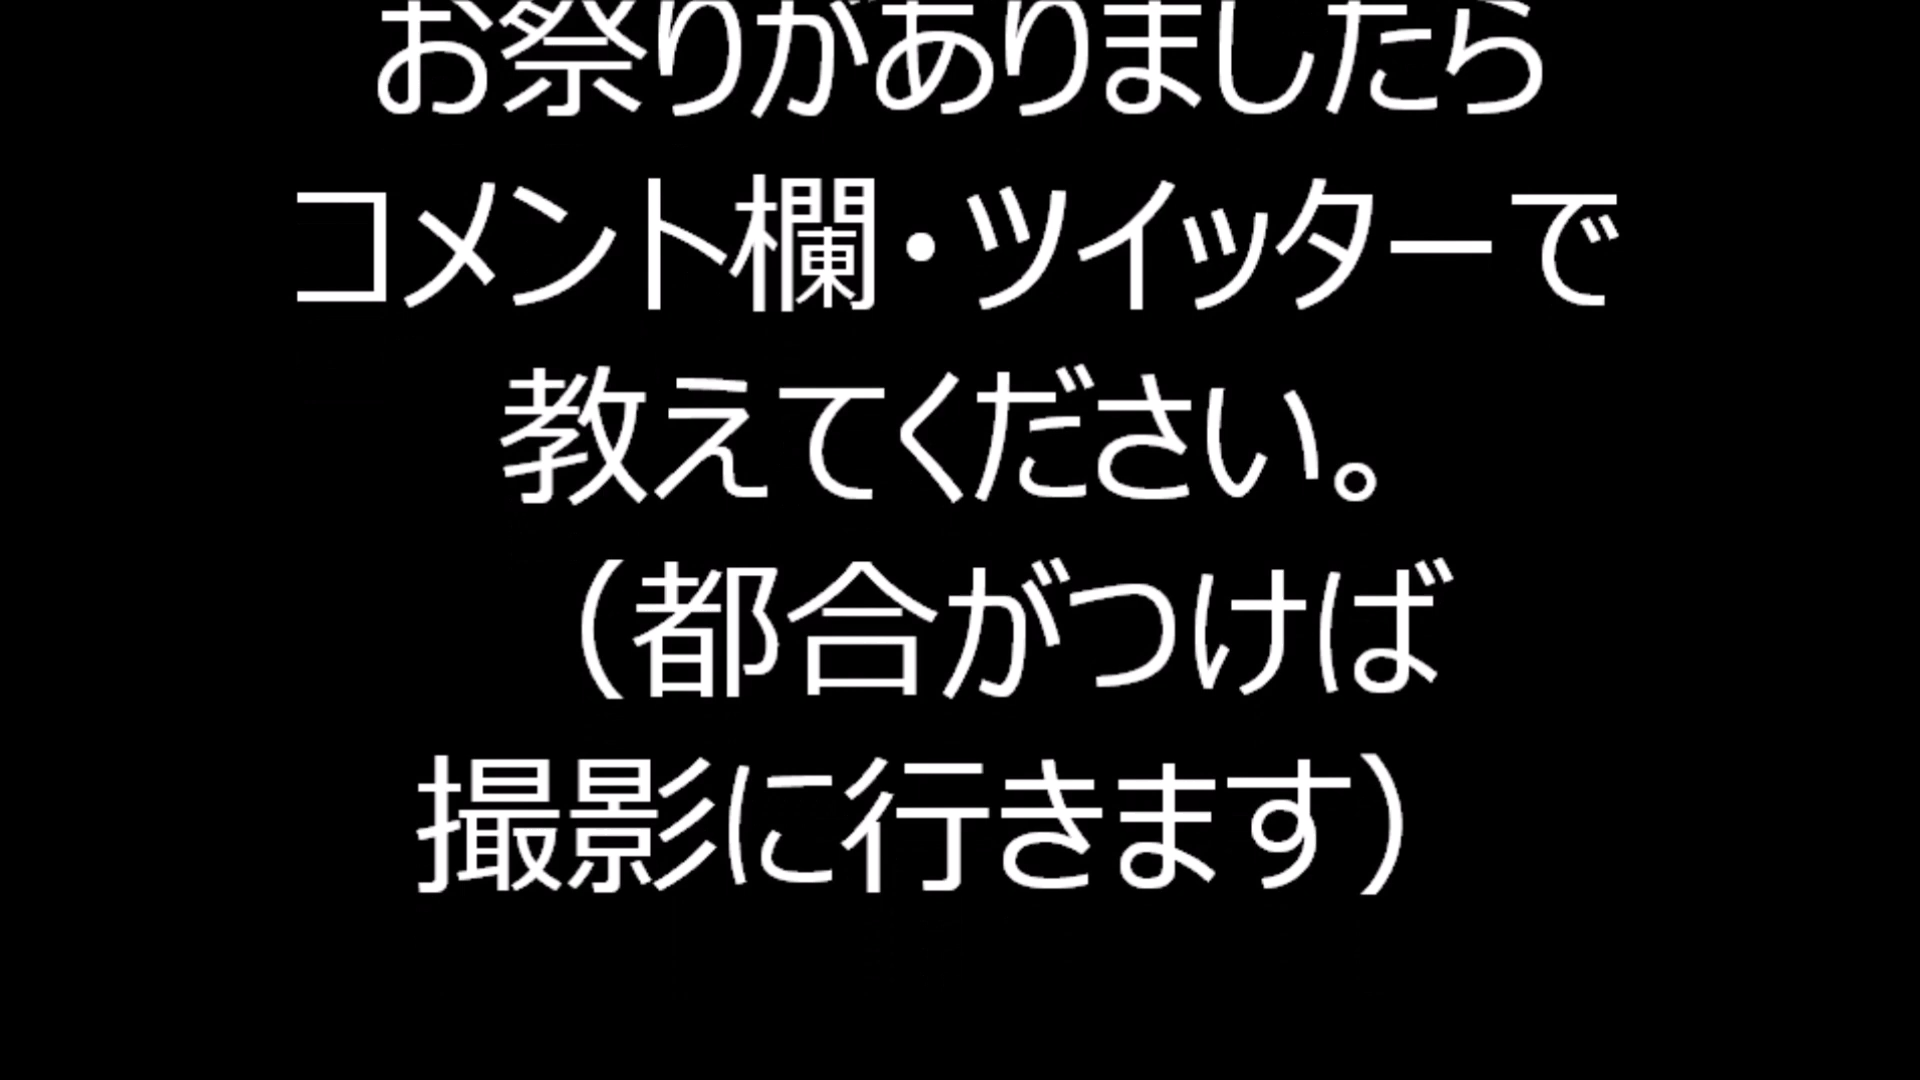 お祭りがありましたら
コメント欄・ツイッターで
教えてください。
（都合がつけば
撮影に行きます）